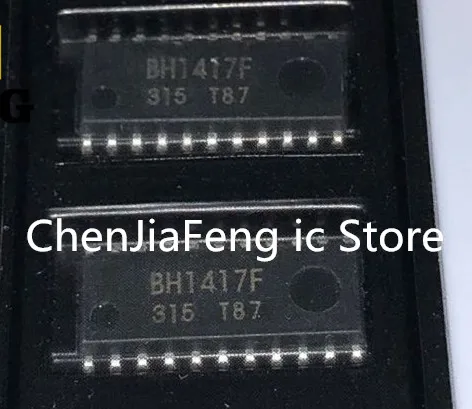 G
BH1417F
315 T87
ChenJiaFeng ic Store
BH1417F
315 T87